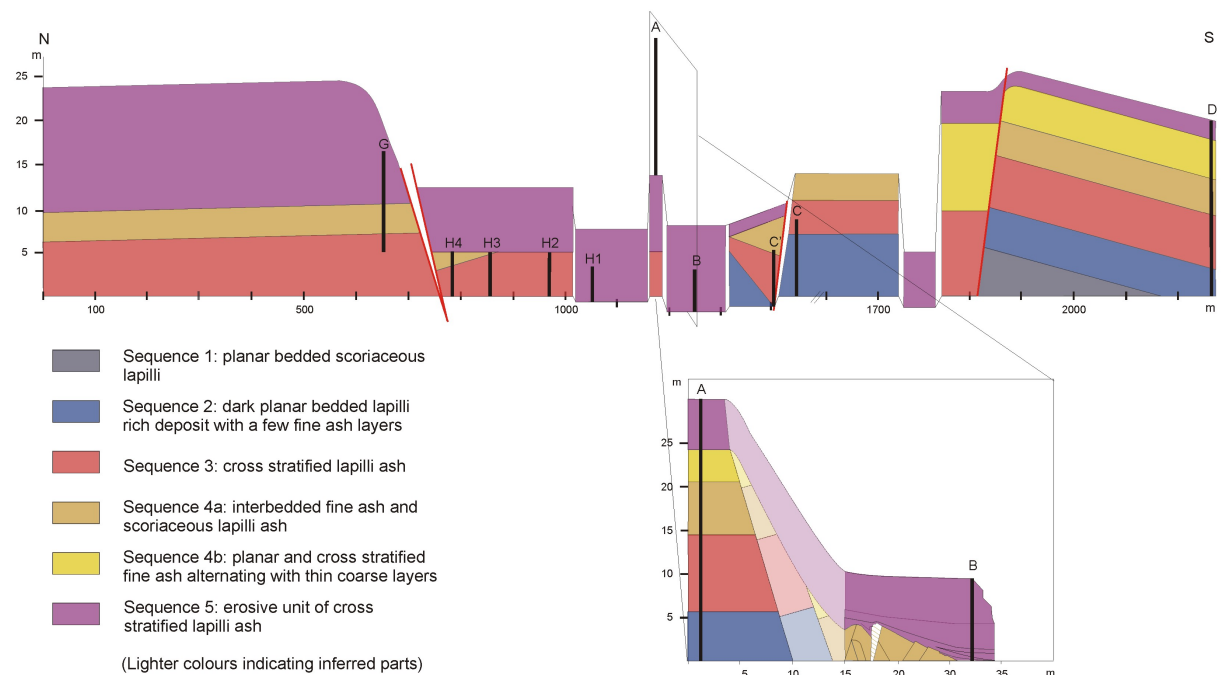 N
S
m
A
25
20
15
10
5
G
H4
H3
H2
H1
B
C'
C
D
100
500
1000
1700
2000
m
Sequence 1: planar bedded scoriaceous
lapilli
Sequence 2: dark planar bedded lapilli
rich deposit with a few fine ash layers
Sequence 3: cross stratified lapilli ash
Sequence 4a: interbedded fine ash and
scoriaceous lapilli ash
Sequence 4b: planar and cross stratified
fine ash alternating with thin coarse layers
Sequence 5: erosive unit of cross
stratified lapilli ash
(Lighter colours indicating inferred parts)
m
A
25
20
15
10
5
B
5
10
15
20
25
35
m